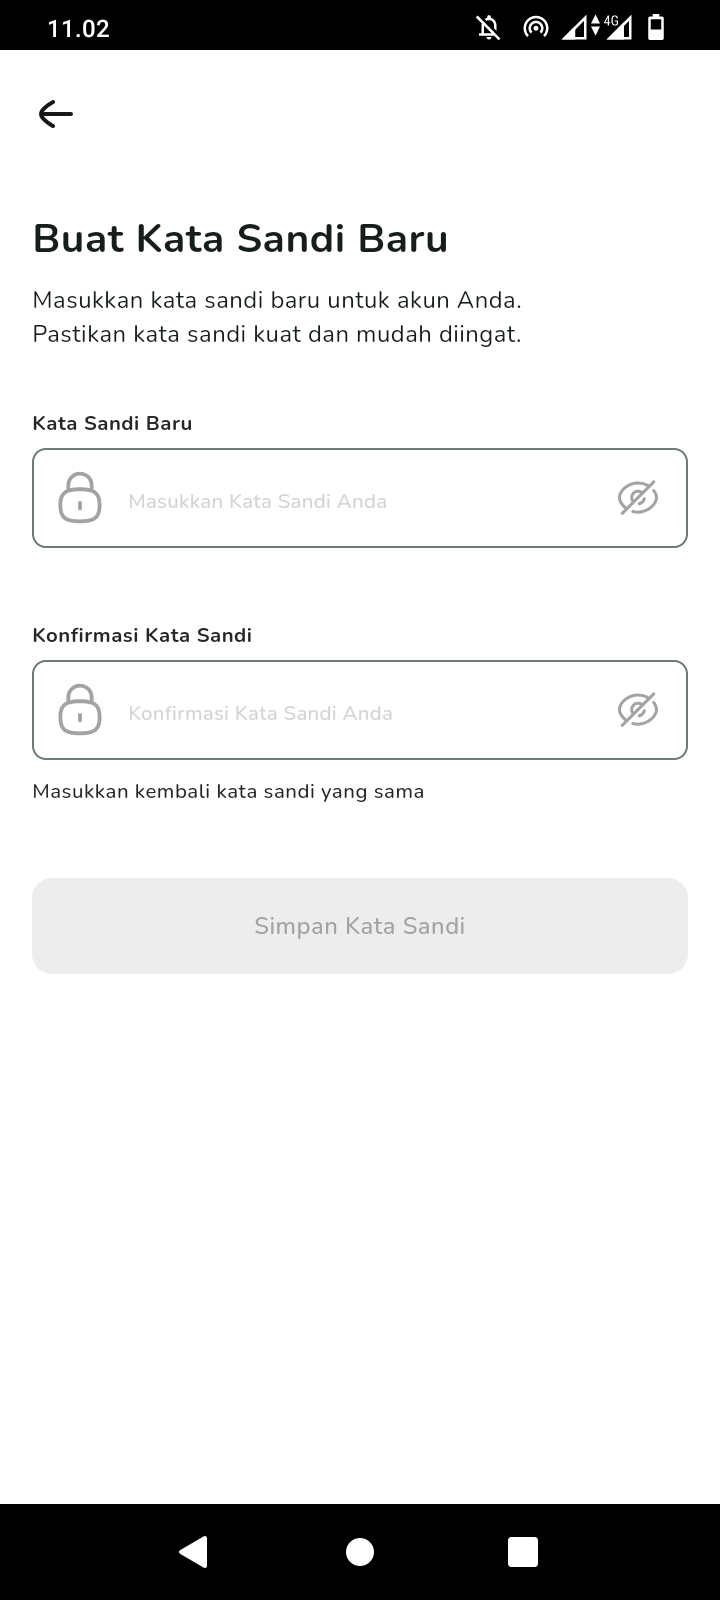 11.02
4G
Buat Kata Sandi Baru
Masukkan kata sandi baru untuk akun Anda.
Pastikan kata sandi kuat dan mudah diingat.
Kata Sandi Baru
Masukkan Kata Sandi Anda
Konfirmasi Kata Sandi
Konfirmasi Kata Sandi Anda
Masukkan kembali kata sandi yang sama
Simpan Kata Sandi